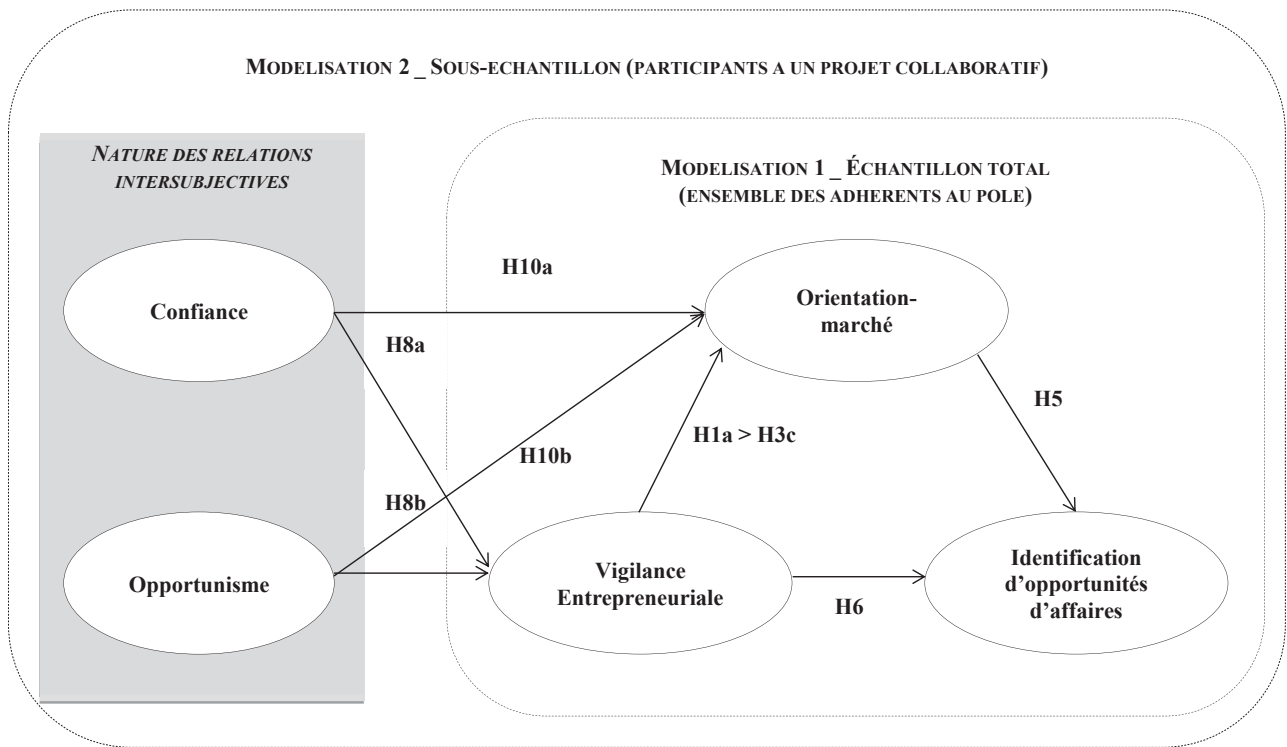 MODELISATION 2 _ SOUS-ECHANTILLON (PARTICIPANTS A UN PROJET COLLABORATIF)
NATURE DES RELATIONS
INTERSUBJECTIVES
MODELISATION 1 _ ÉCHANTILLON TOTAL
(ENSEMBLE DES ADHERENTS AU POLE)
H10a
Confiance
Orientation-
marché
H8a
H5
H1a > H3c
H10b
H8b
Opportunisme
Vigilance
Entrepreneuriale
Identification
d’opportunités
d’affaires
H6